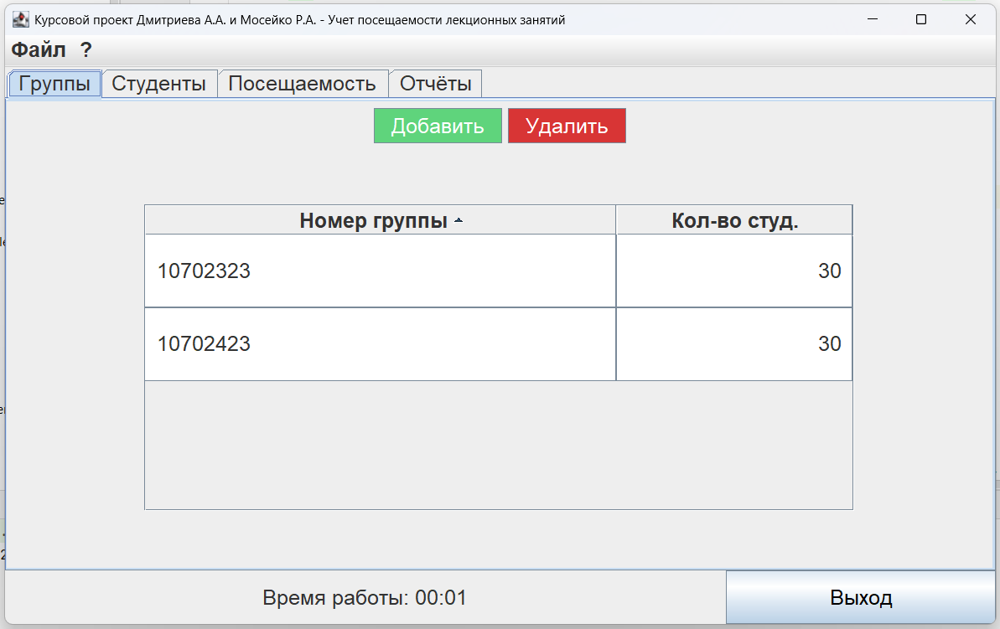 Курсовой проект Дмитриева А.А. и Мосейко Р.А. - Учет посещаемости лекционных занятий
Файл ?
Группы Студенты Посещаемость Отчёты
Добавить Удалить
Номер группы Кол-во студ.
10702323 30
10702423 30
Время работы: 00:01 Выход